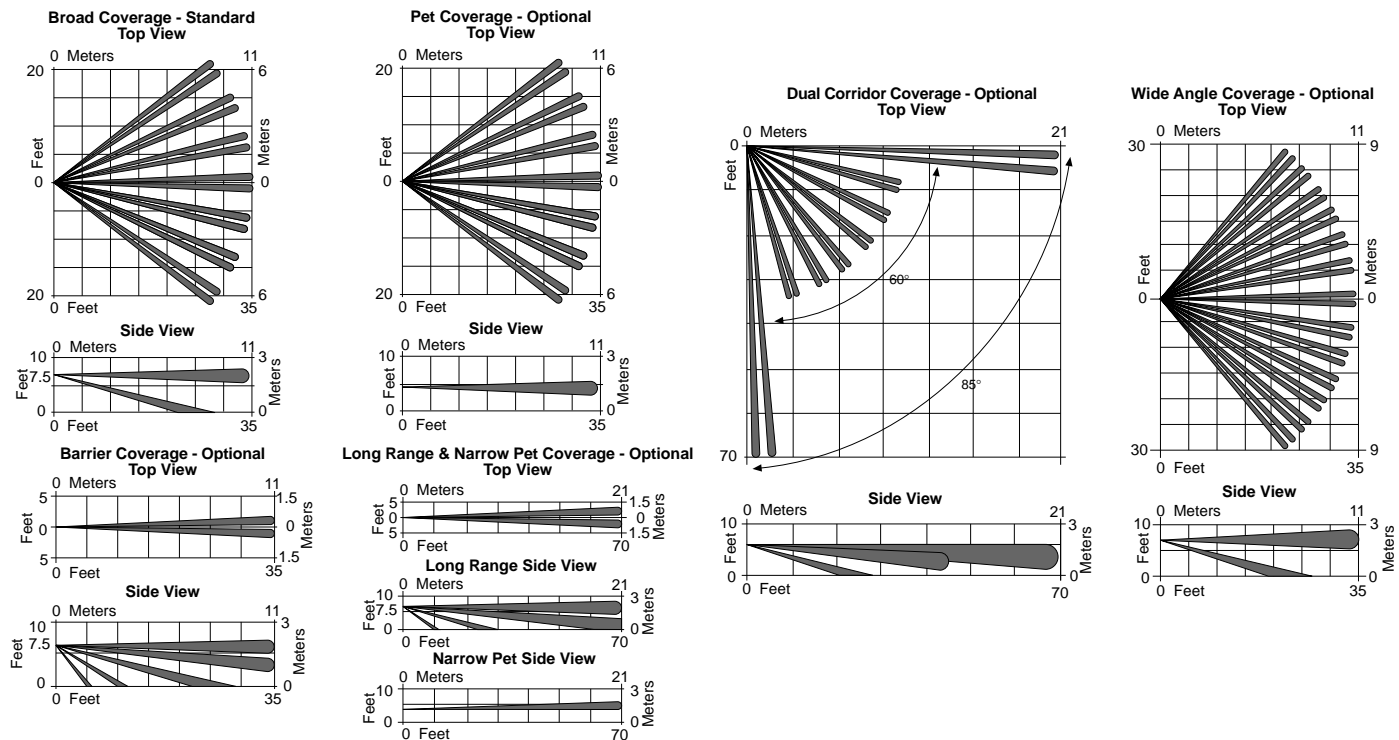 Broad Coverage - Standard
Top View
0 Meters 11
20 6
Feet
Meters
0 0
20 6
0 Feet 35
Side View
0 Meters 11
10 3
Feet
7.5
Meters
0 0
0 Feet 35
Pet Coverage - Optional
Top View
0 Meters 11
20 6
Feet
Meters
0 0
20 6
0 Feet 35
Side View
0 Meters 11
10 3
Feet
Meters
0 0
0 Feet 35
Barrier Coverage - Optional
Top View
0 Meters 11
5 1.5
Feet
0 0
Meters
5 1.5
0 Feet 35
Side View
0 Meters 11
10 3
7.5
Feet
Meters
0 0
0 Feet 35
Long Range & Narrow Pet Coverage - Optional
Top View
0 Meters 21
5 1.5
Feet
0 0
Meters
5 1.5
0 Feet 70
Long Range Side View
0 Meters 21
10 3
Feet
7.5
Meters
0 0
0 Feet 70
Narrow Pet Side View
0 Meters 21
10 3
Feet
Meters
0 0
0 Feet 70
Dual Corridor Coverage - Optional
Top View
0 Meters 21
0
Feet
60°
85°
70
Side View
0 Meters 21
10 3
Feet
Meters
0 0
0 Feet 70
Wide Angle Coverage - Optional
Top View
0 Meters 11
30 9
Feet
Meters
0 0
30 9
0 Feet 35
Side View
0 Meters 11
10 3
Feet
Meters
0 0
0 Feet 35